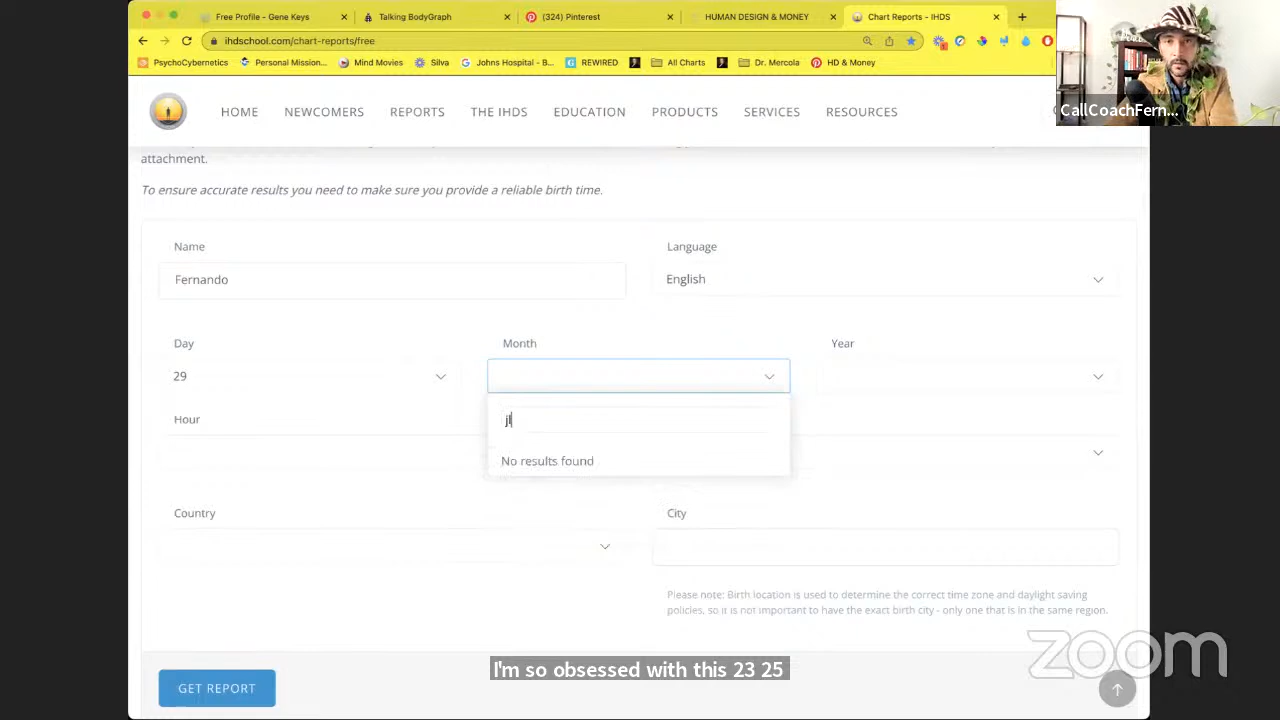 Free Profile - Gene Keys
Talking BodyGraph
(324) Pinterest
HUMAN DESIGN & MONEY
Chart Reports - IHDS
ihdschool.com/chart-reports/free
PsychoCybernetics
Personal Mission...
Mind Movies
Silva
Johns Hospital - B...
REWIRED
All Charts
Dr. Mercola
HD & Money
CallCoachFern...
HOME
NEWCOMERS
REPORTS
THE IHDS
EDUCATION
PRODUCTS
SERVICES
RESOURCES
attachment.
To ensure accurate results you need to make sure you provide a reliable birth time.
Name
Language
Fernando
English
Day
Month
Year
29
Hour
jl
No results found
Country
City
Please note: Birth location is used to determine the correct time zone and daylight saving
policies, so it is not important to have the exact birth city - only one that is in the same region.
I'm so obsessed with this 23 25
GET REPORT
zoom